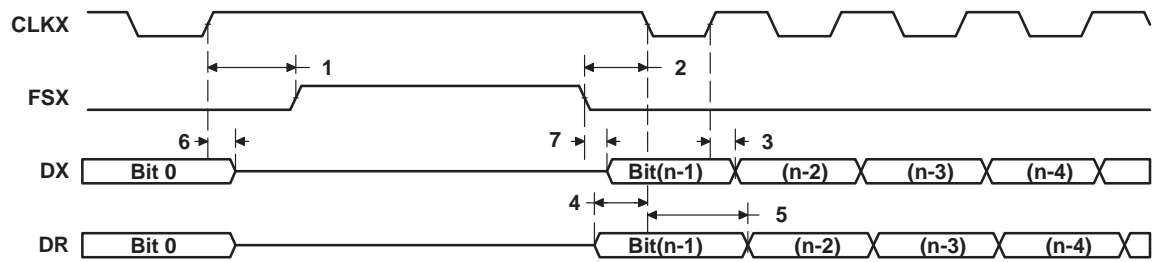 CLKX
1 2
FSX
6 7 3
DX Bit 0 Bit(n-1) (n-2) (n-3) (n-4)
4 5
DR Bit 0 Bit(n-1) (n-2) (n-3) (n-4)